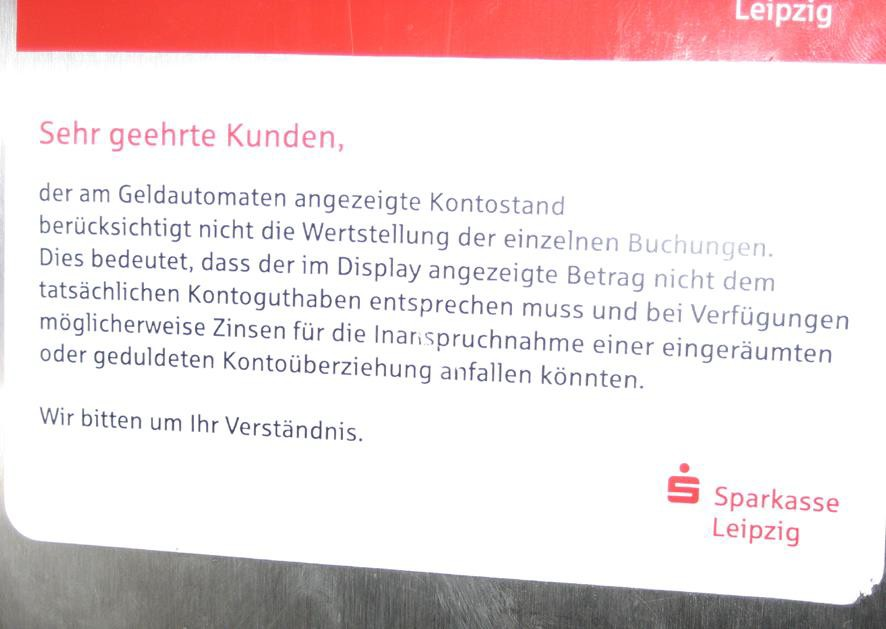 Leipzig
Sehr geehrte Kunden,
der am Geldautomaten angezeigte Kontostand
berücksichtigt nicht die Wertstellung der einzelnen Buchungen.
Dies bedeutet, dass der im Display angezeigte Betrag nicht dem
tatsächlichen Kontoguthaben entsprechen muss und bei Verfügungen
möglicherweise Zinsen für die Inanspruchnahme einer eingeräumten
oder geduldeten Kontoüberziehung anfallen könnten.
Wir bitten um Ihr Verständnis.
Sparkasse
Leipzig